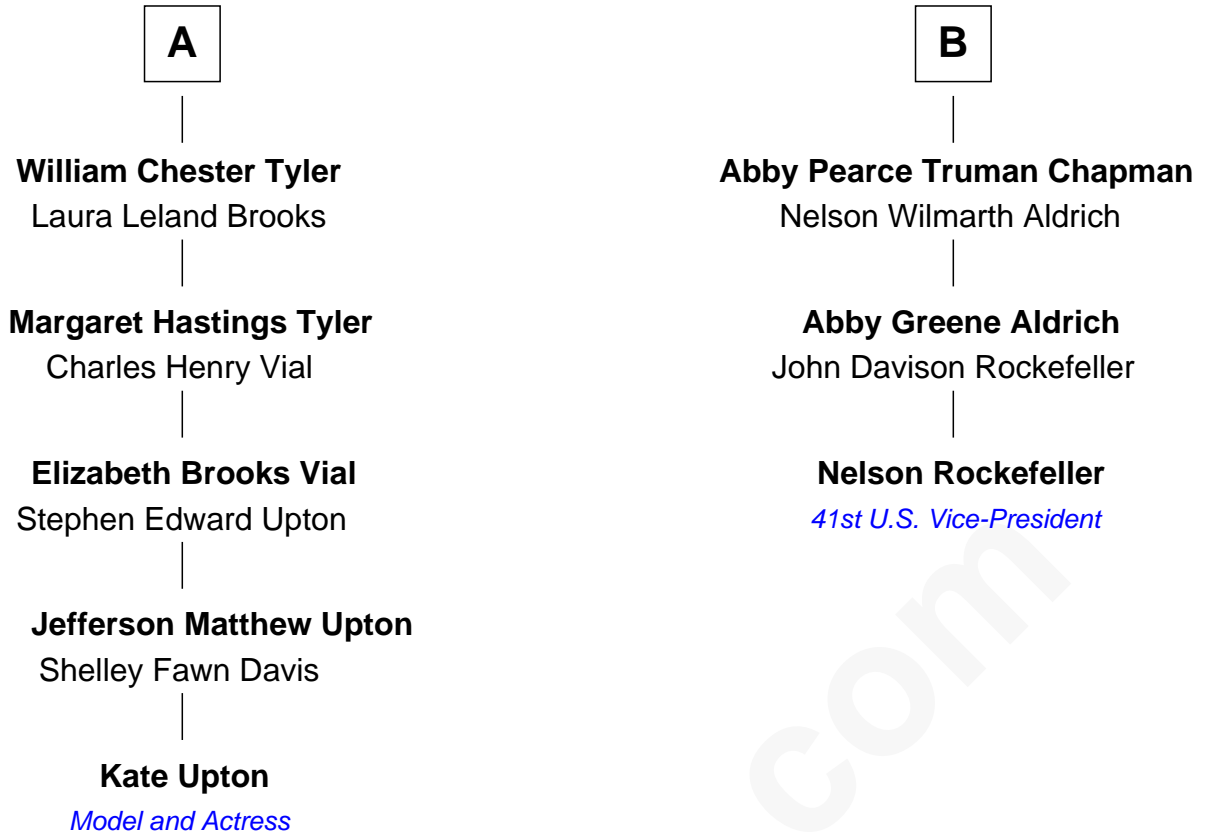 A
William Chester Tyler
Laura Leland Brooks
Margaret Hastings Tyler
Charles Henry Vial
Elizabeth Brooks Vial
Stephen Edward Upton
Jefferson Matthew Upton
Shelley Fawn Davis
Kate Upton
Model and Actress
B
Abby Pearce Truman Chapman
Nelson Wilmarth Aldrich
Abby Greene Aldrich
John Davison Rockefeller
Nelson Rockefeller
41st U.S. Vice-President
com